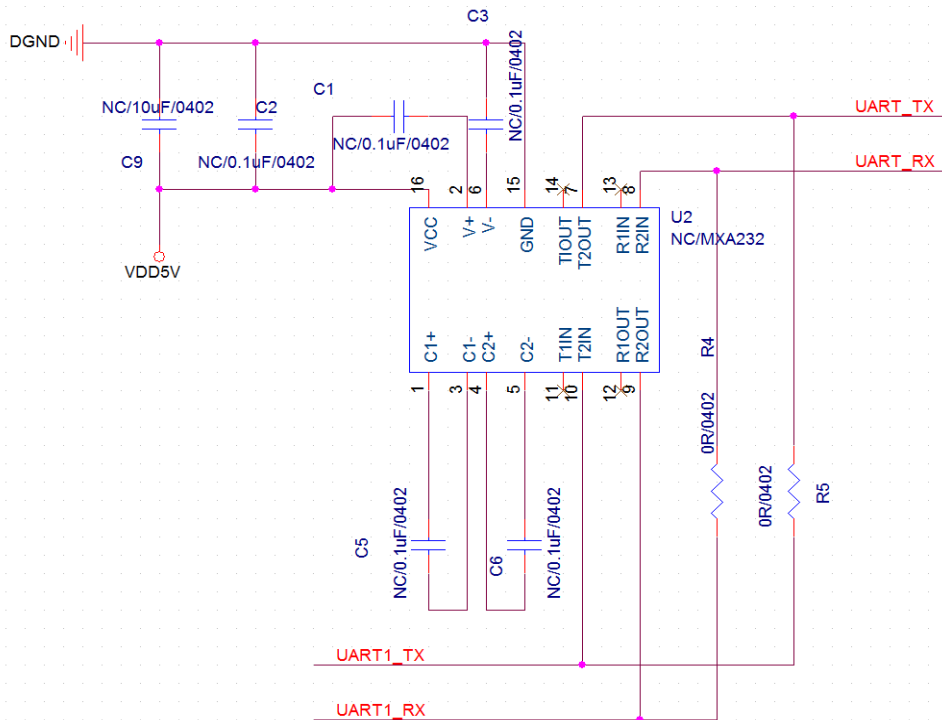 C3
DGND
NC/0.1uF/0402
C1
NC/10uF/0402
C2
UART_TX
NC/0.1uF/0402
C9
NC/0.1uF/0402
UART_RX
16
2
6
15
14
7
13
8
U2
NC/MXA232
VCC
V+
V-
GND
TIOUT
T2OUT
R1IN
R2IN
VDD5V
C1+
C1-
C2+
C2-
T1IN
T2IN
R1OUT
R2OUT
R4
1
3
4
5
11
10
12
9
0R/0402
0R/0402
R5
C5
NC/0.1uF/0402
C6
NC/0.1uF/0402
UART1_TX
UART1_RX